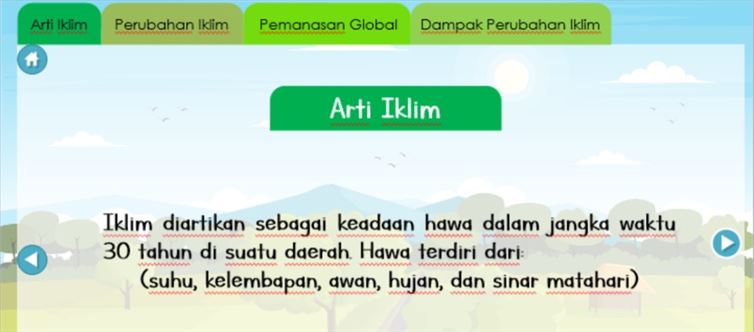 Arti Iklim
Perubahan Iklim
Pemanasan Global
Dampak Perubahan Iklim
Arti Iklim
Iklim diartikan sebagai keadaan hawa dalam jangka waktu
30 tahun di suatu daerah. Hawa terdiri dari:
(suhu, kelembapan, awan, hujan, dan sinar matahari)